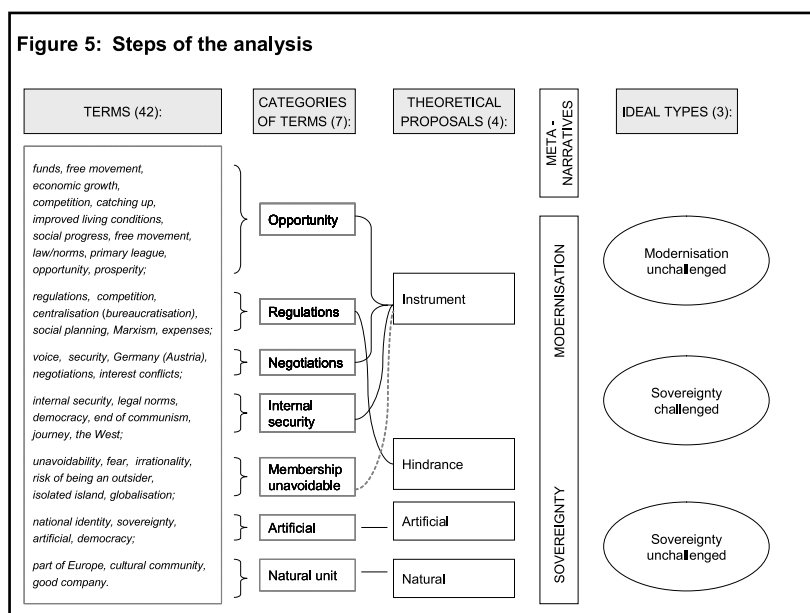 Figure 5: Steps of the analysis
TERMS (42):
CATEGORIES
OF TERMS (7):
THEORETICAL
PROPOSALS (4):
META -
NARRATIVES
IDEAL TYPES (3):
funds, free movement,
economic growth,
competition, catching up,
improved living conditions,
social progress, free movement,
law/norms, primary league,
opportunity, prosperity;
regulations, competition,
centralisation (bureaucratisation),
social planning, Marxism, expenses;
voice, security, Germany (Austria),
negotiations, interest conflicts;
internal security, legal norms,
democracy, end of communism,
journey, the West;
unavoidability, fear, irrationality,
risk of being an outsider,
isolated island, globalisation;
national identity, sovereignty,
artificial, democracy;
part of Europe, cultural community,
good company.
Opportunity
Regulations
Negotiations
Internal
security
Membership
unavoidable
Artificial
Natural unit
Instrument
Hindrance
Artificial
Natural
MODERNISATION
SOVEREIGNTY
Modernisation
unchallenged
Sovereignty
challenged
Sovereignty
unchallenged